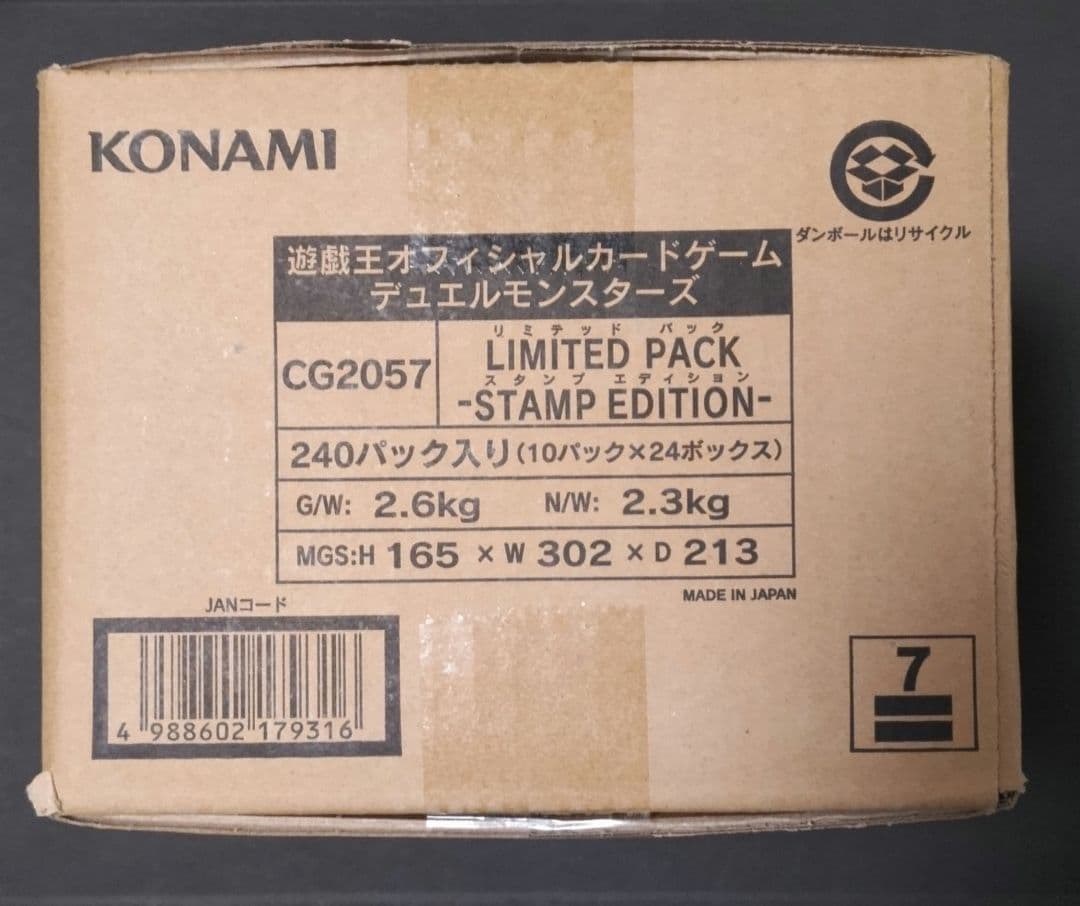 KONAMI
ダンボールはリサイクル
遊戯王オフィシャルカードゲーム
デュエルモンスターズ
CG2057
リミテッド パック
LIMITED PACK
スタンプ エディション
-STAMP EDITION-
240パック入り(10パック×24ボックス)
G/W: 2.6kg N/W: 2.3kg
MGS:H 165 × W 302 × D 213
MADE IN JAPAN
JANコード
4 988602 179316
7